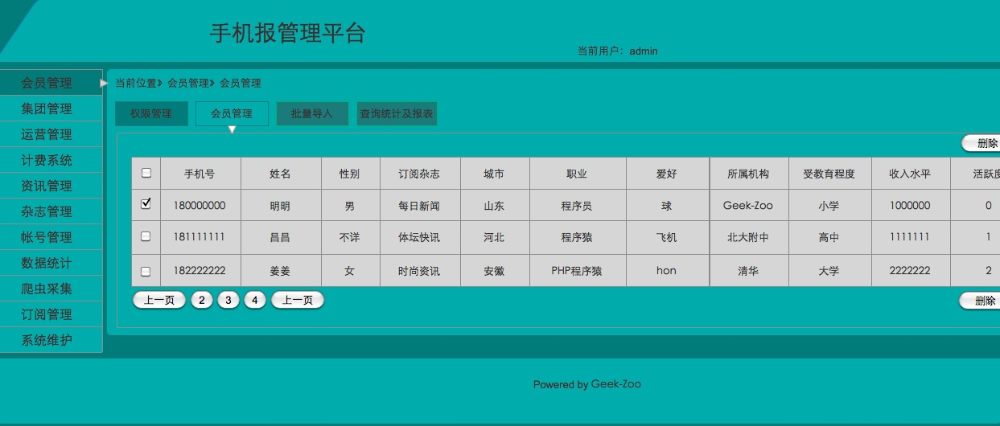 手机报管理平台
当前用户：admin
会员管理
集团管理
运营管理
计费系统
资讯管理
杂志管理
帐号管理
数据统计
爬虫采集
订阅管理
系统维护
当前位置》会员管理》会员管理
权限管理 会员管理 批量导入 查询统计及报表
删除
手机号 姓名 性别 订阅杂志 城市 职业 爱好 所属机构 受教育程度 收入水平 活跃度
180000000 明明 男 每日新闻 山东 程序员 球 Geek-Zoo 小学 1000000 0
181111111 昌昌 不详 体坛快讯 河北 程序猿 飞机 北大附中 高中 1111111 1
182222222 姜姜 女 时尚资讯 安徽 PHP程序猿 hon 清华 大学 2222222 2
上一页 2 3 4 上一页
删除
Powered by Geek-Zoo